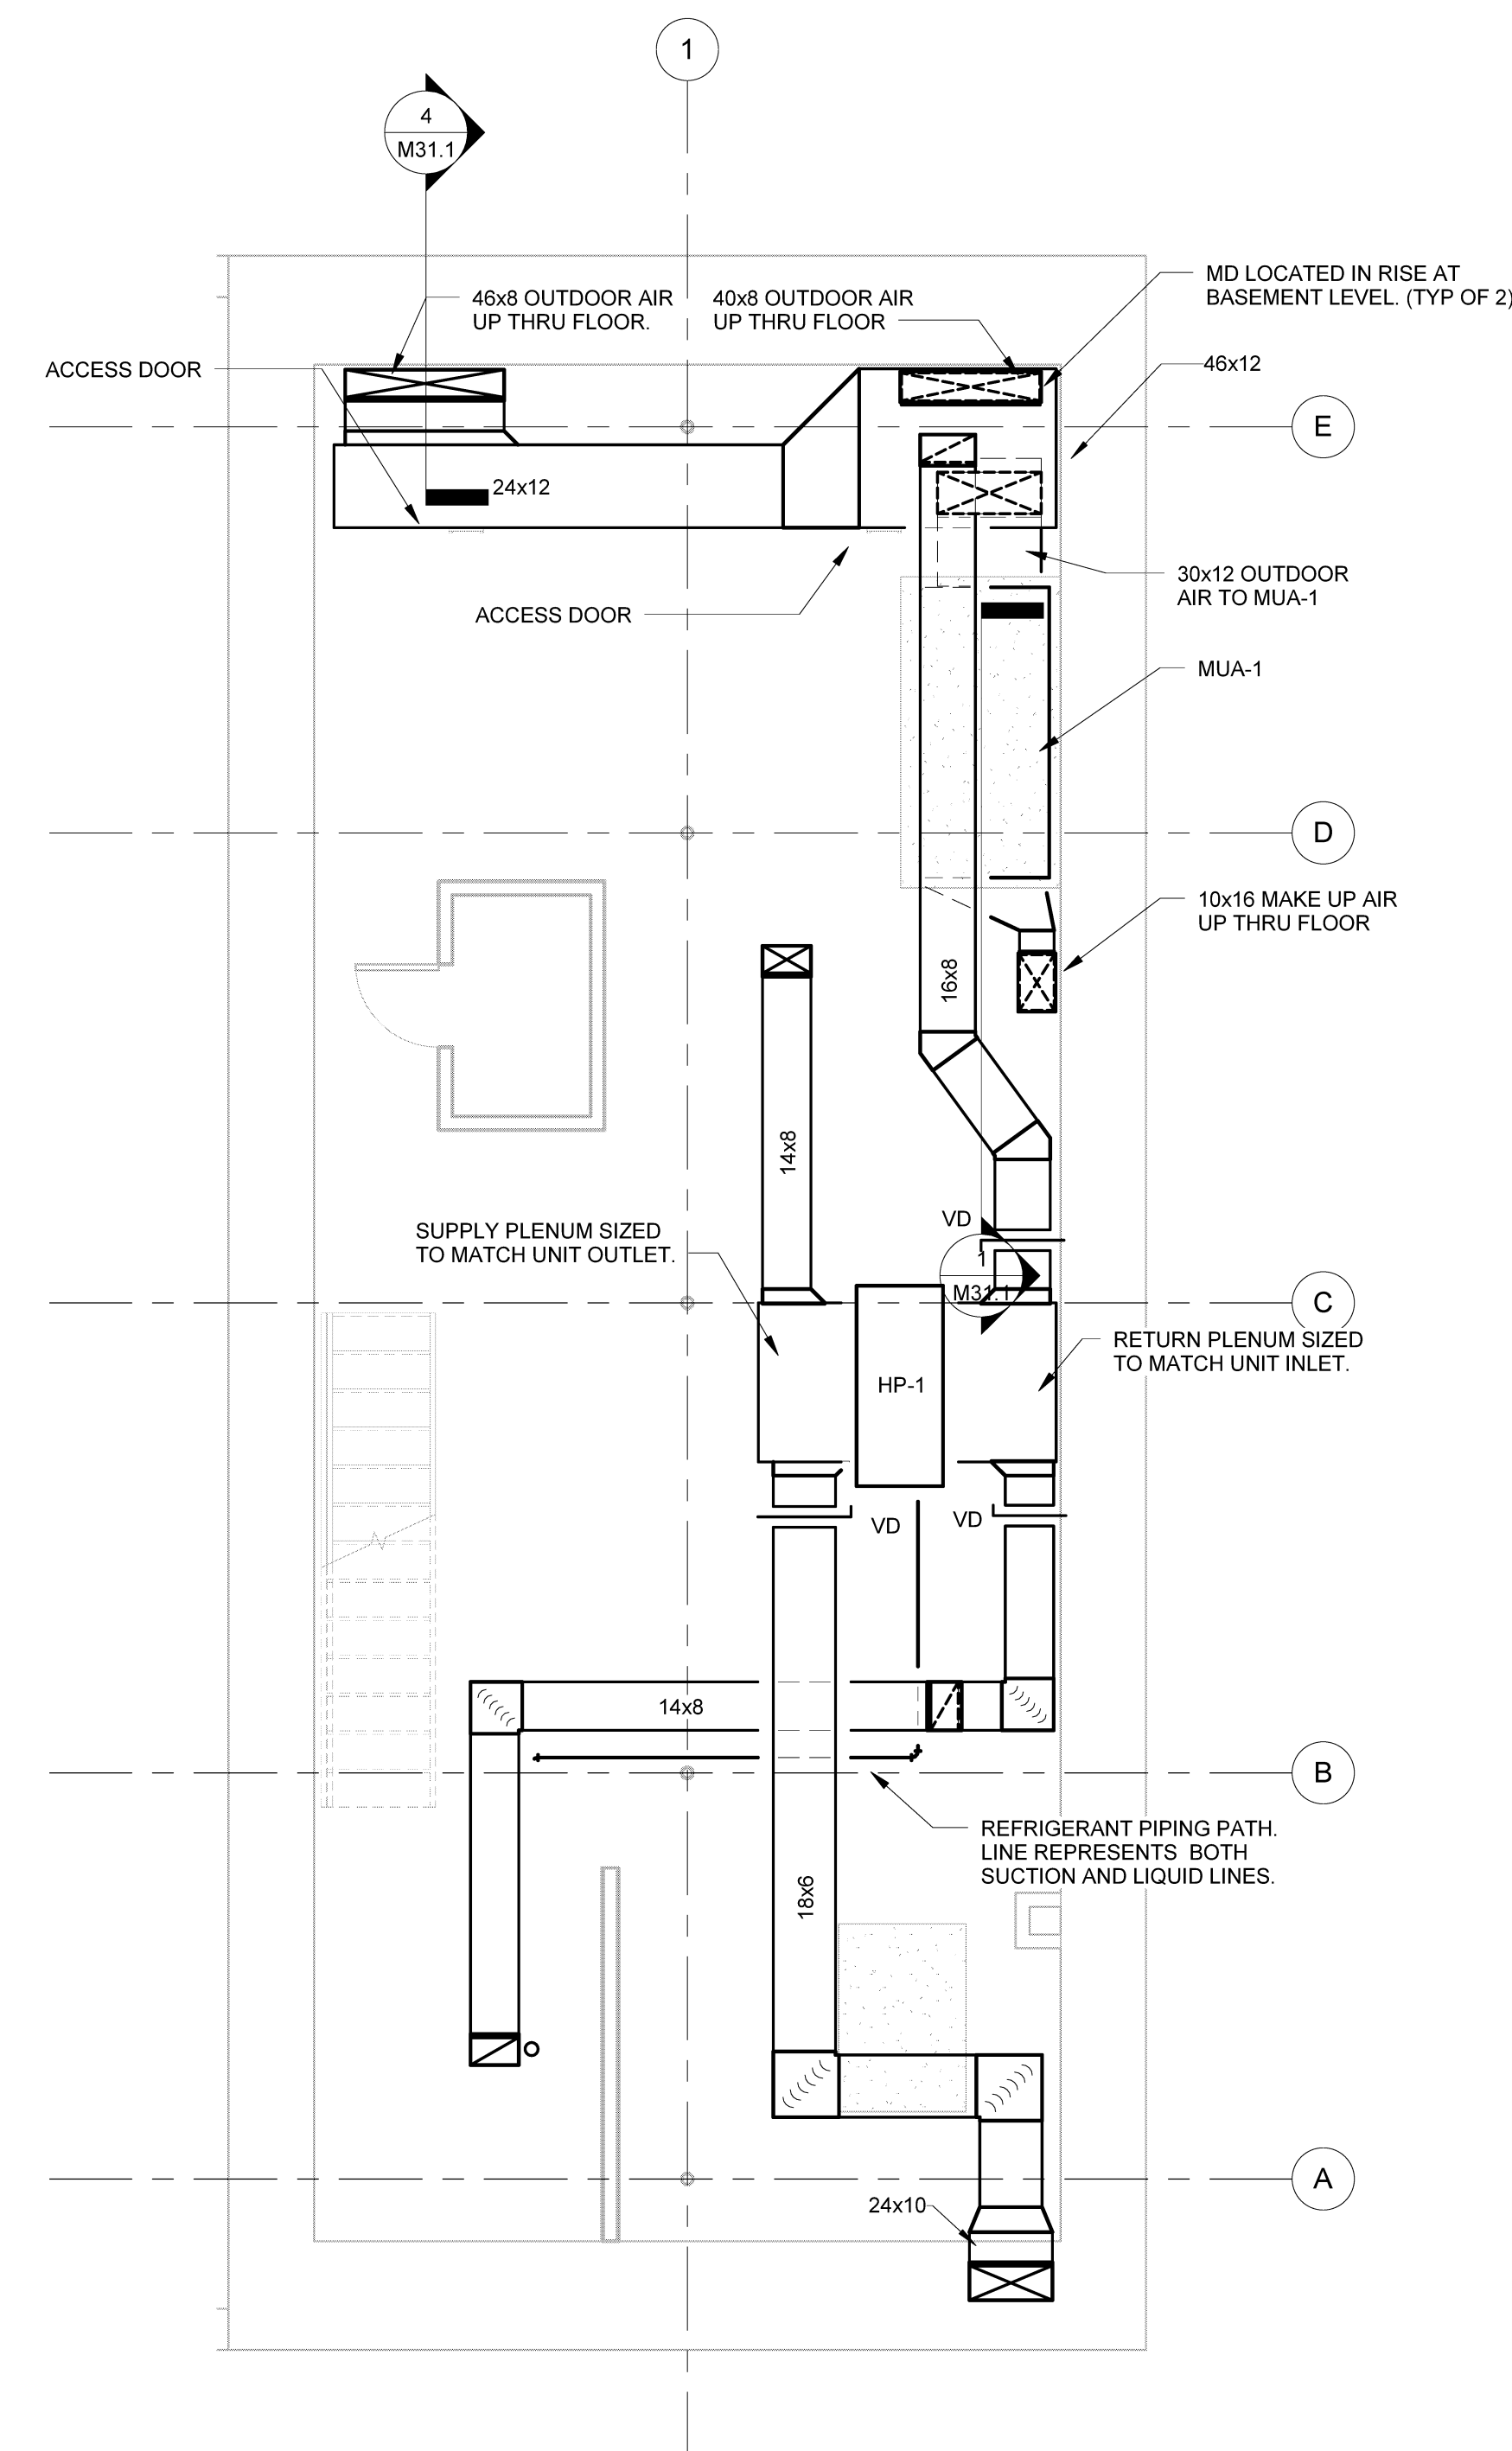 1
4
M31.1
46x8 OUTDOOR AIR
UP THRU FLOOR.
40x8 OUTDOOR AIR
UP THRU FLOOR
MD LOCATED IN RISE AT
BASEMENT LEVEL. (TYP OF 2)
ACCESS DOOR
46x12
E
24x12
30x12 OUTDOOR
AIR TO MUA-1
ACCESS DOOR
MUA-1
D
10x16 MAKE UP AIR
UP THRU FLOOR
16x8
14x8
VD
SUPPLY PLENUM SIZED
TO MATCH UNIT OUTLET.
1
M31.1
C
RETURN PLENUM SIZED
TO MATCH UNIT INLET.
HP-1
VD
VD
14x8
B
REFRIGERANT PIPING PATH.
LINE REPRESENTS BOTH
SUCTION AND LIQUID LINES.
18x6
A
24x10